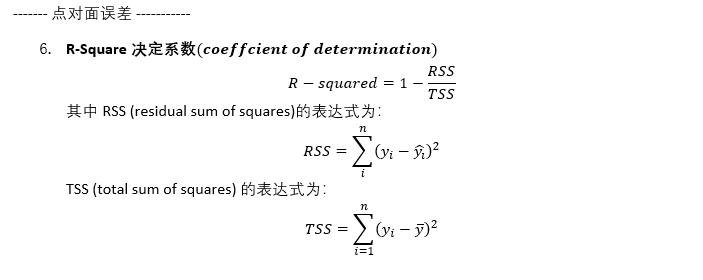 ------- 点对面误差 -----------
6. R-Square 决定系数(coeffcient of determination)
R − squared = 1 − RSS/TSS
其中 RSS (residual sum of squares)的表达式为：
RSS = ∑_{i}^{n} (y_i − ŷ_i)²
TSS (total sum of squares) 的表达式为：
TSS = ∑_{i=1}^{n} (y_i − ȳ)²